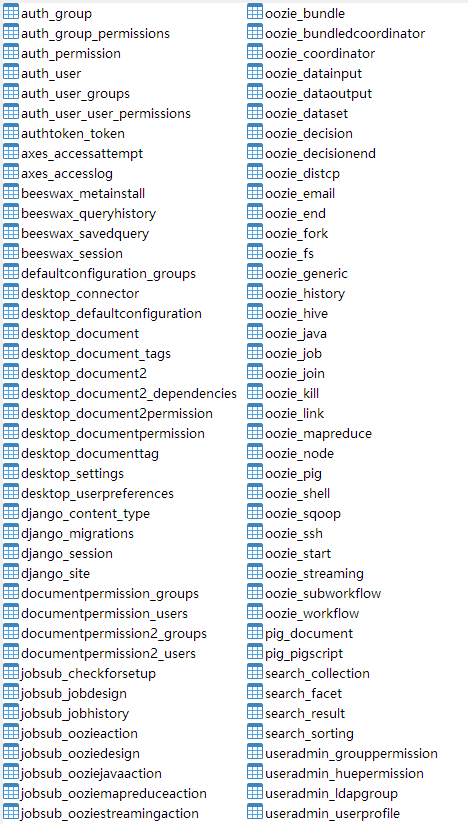 auth_group
auth_group_permissions
auth_permission
auth_user
auth_user_groups
auth_user_user_permissions
authtoken_token
axes_accessattempt
axes_accesslog
beeswax_metainstall
beeswax_queryhistory
beeswax_savedquery
beeswax_session
defaultconfiguration_groups
desktop_connector
desktop_defaultconfiguration
desktop_document
desktop_document_tags
desktop_document2
desktop_document2_dependencies
desktop_document2permission
desktop_documentpermission
desktop_documenttag
desktop_settings
desktop_userpreferences
django_content_type
django_migrations
django_session
django_site
documentpermission_groups
documentpermission_users
documentpermission2_groups
documentpermission2_users
jobsub_checkforsetup
jobsub_jobdesign
jobsub_jobhistory
jobsub_oozieaction
jobsub_ooziedesign
jobsub_ooziejavaaction
jobsub_ooziemapreduceaction
jobsub_ooziestreamingaction
oozie_bundle
oozie_bundledcoordinator
oozie_coordinator
oozie_datainput
oozie_dataoutput
oozie_dataset
oozie_decision
oozie_decisionend
oozie_distcp
oozie_email
oozie_end
oozie_fork
oozie_fs
oozie_generic
oozie_history
oozie_hive
oozie_java
oozie_job
oozie_join
oozie_kill
oozie_link
oozie_mapreduce
oozie_node
oozie_pig
oozie_shell
oozie_sqoop
oozie_ssh
oozie_start
oozie_streaming
oozie_subworkflow
oozie_workflow
pig_document
pig_pigscript
search_collection
search_facet
search_result
search_sorting
useradmin_grouppermission
useradmin_huepermission
useradmin_ldapgroup
useradmin_userprofile